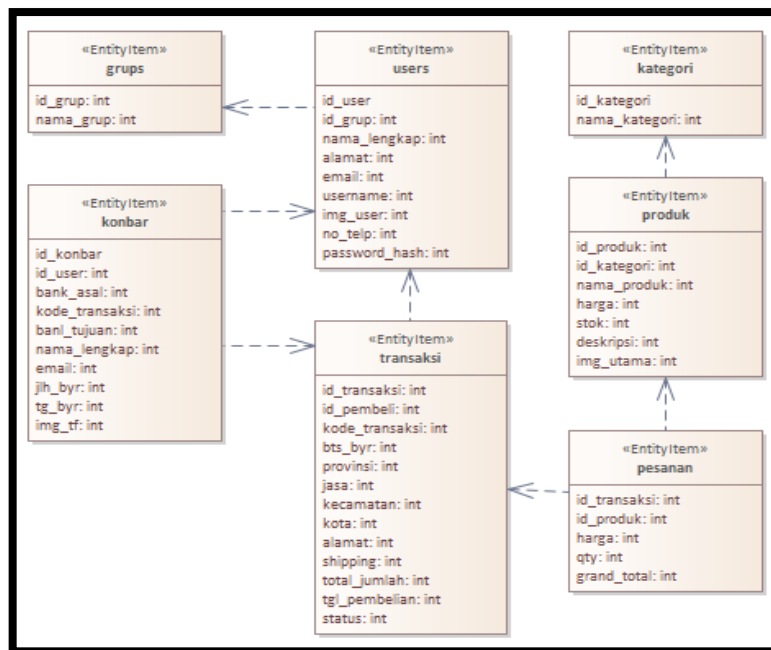 «EntityItem»
grups
id_grup: int
nama_grup: int
«EntityItem»
users
id_user
id_grup: int
nama_lengkap: int
alamat: int
email: int
username: int
img_user: int
no_telp: int
password_hash: int
«EntityItem»
kategori
id_kategori
nama_kategori: int
«EntityItem»
konbar
id_konbar
id_user: int
bank_asal: int
kode_transaksi: int
banl_tujuan: int
nama_lengkap: int
email: int
jlh_byr: int
tg_byr: int
img_tf: int
«EntityItem»
produk
id_produk: int
id_kategori: int
nama_produk: int
harga: int
stok: int
deskripsi: int
img_utama: int
«EntityItem»
transaksi
id_transaksi: int
id_pembeli: int
kode_transaksi: int
bts_byr: int
provinsi: int
jasa: int
kecamatan: int
kota: int
alamat: int
shipping: int
total_jumlah: int
tgl_pembelian: int
status: int
«EntityItem»
pesanan
id_transaksi: int
id_produk: int
harga: int
qty: int
grand_total: int